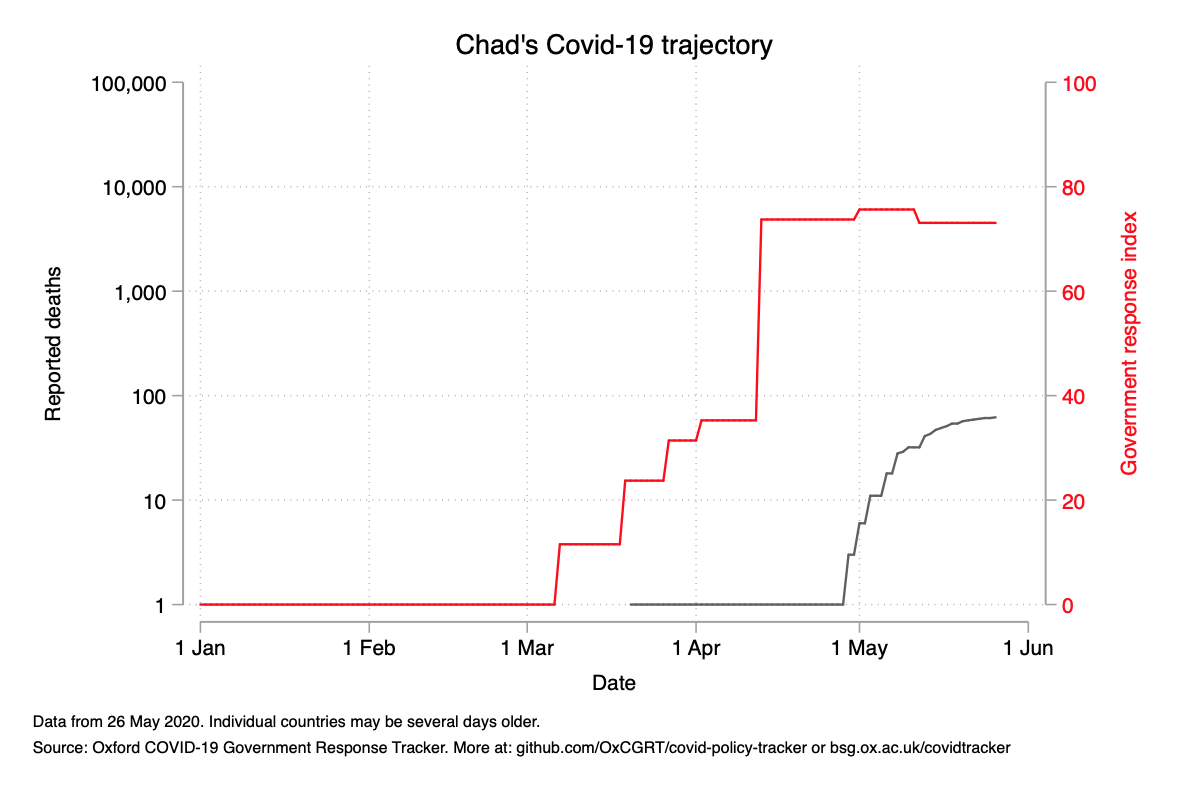 Chad's Covid-19 trajectory
100,000
10,000
1,000
100
10
1
Reported deaths
100
80
60
40
20
0
Government response index
1 Jan
1 Feb
1 Mar
1 Apr
1 May
1 Jun
Date
Data from 26 May 2020. Individual countries may be several days older.
Source: Oxford COVID-19 Government Response Tracker. More at: github.com/OxCGRT/covid-policy-tracker or bsg.ox.ac.uk/covidtracker